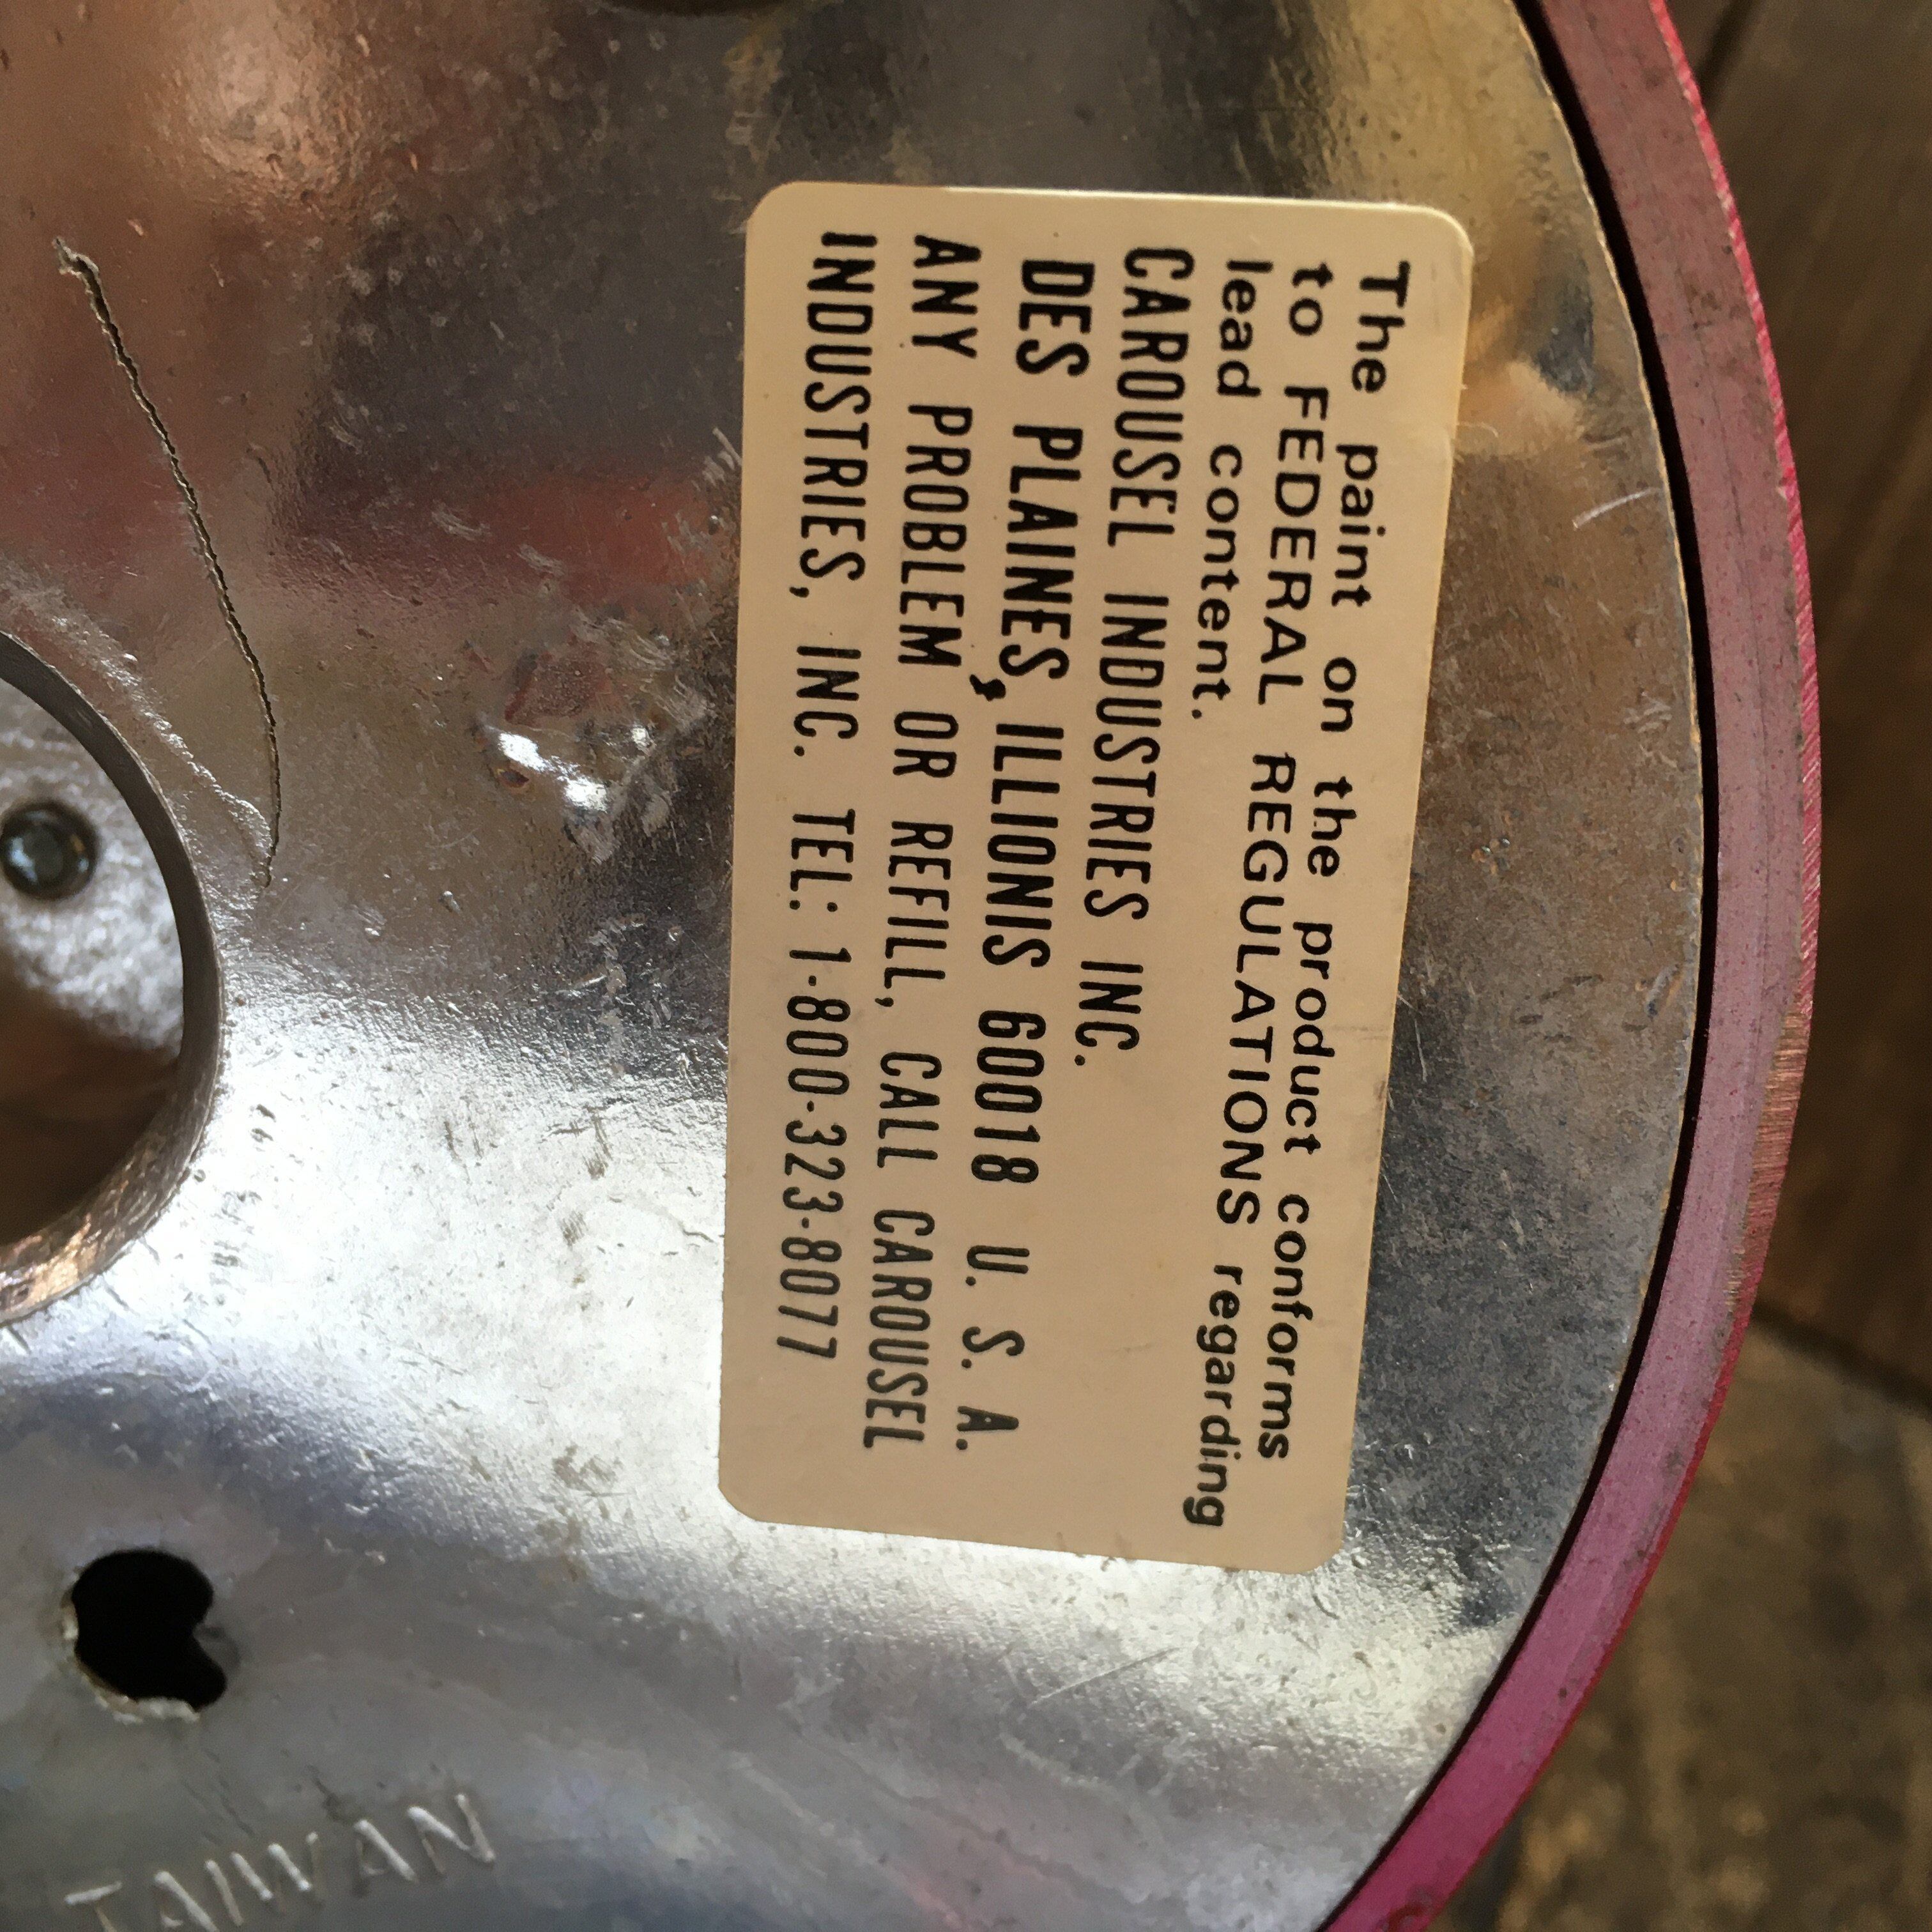 The paint on the product conforms
to FEDERAL REGULATIONS regarding
lead content.
CAROUSEL INDUSTRIES INC.
DES PLAINES, ILLIONIS 60018 U. S. A.
ANY PROBLEM OR REFILL, CALL CAROUSEL
INDUSTRIES, INC. TEL: 1-800-323-8077
TAIWAN